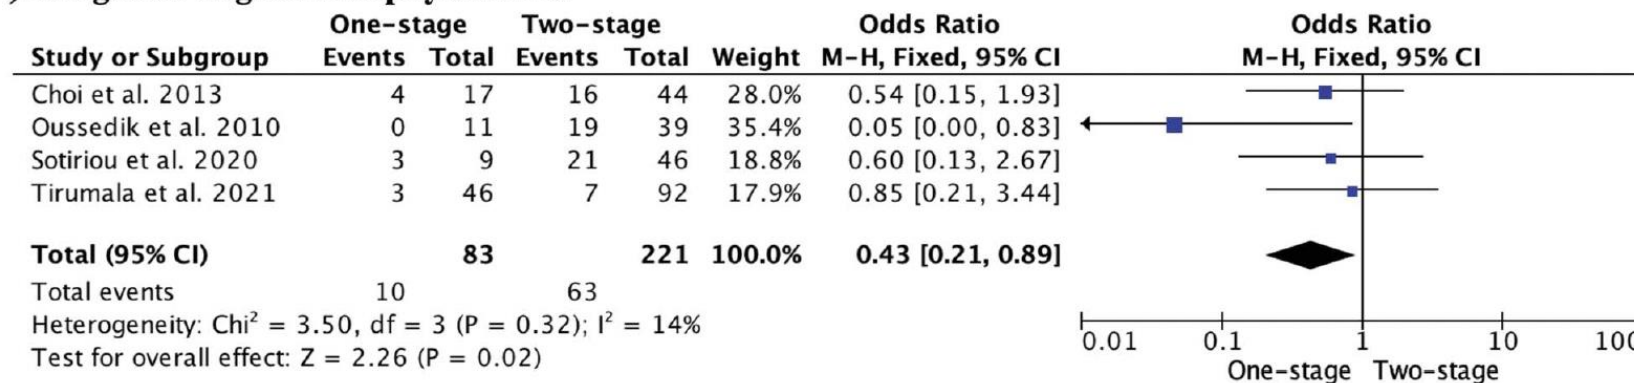 One-stage Two-stage Odds Ratio Odds Ratio
Study or Subgroup Events Total Events Total Weight M-H, Fixed, 95% CI M-H, Fixed, 95% CI
Choi et al. 2013 4 17 16 44 28.0% 0.54 [0.15, 1.93]
Oussedik et al. 2010 0 11 19 39 35.4% 0.05 [0.00, 0.83]
Sotiriou et al. 2020 3 9 21 46 18.8% 0.60 [0.13, 2.67]
Tirumala et al. 2021 3 46 7 92 17.9% 0.85 [0.21, 3.44]
Total (95% CI) 83 221 100.0% 0.43 [0.21, 0.89]
Total events 10 63
Heterogeneity: Chi² = 3.50, df = 3 (P = 0.32); I² = 14%
Test for overall effect: Z = 2.26 (P = 0.02)
0.01 0.1 1 10
One-stage Two-stage